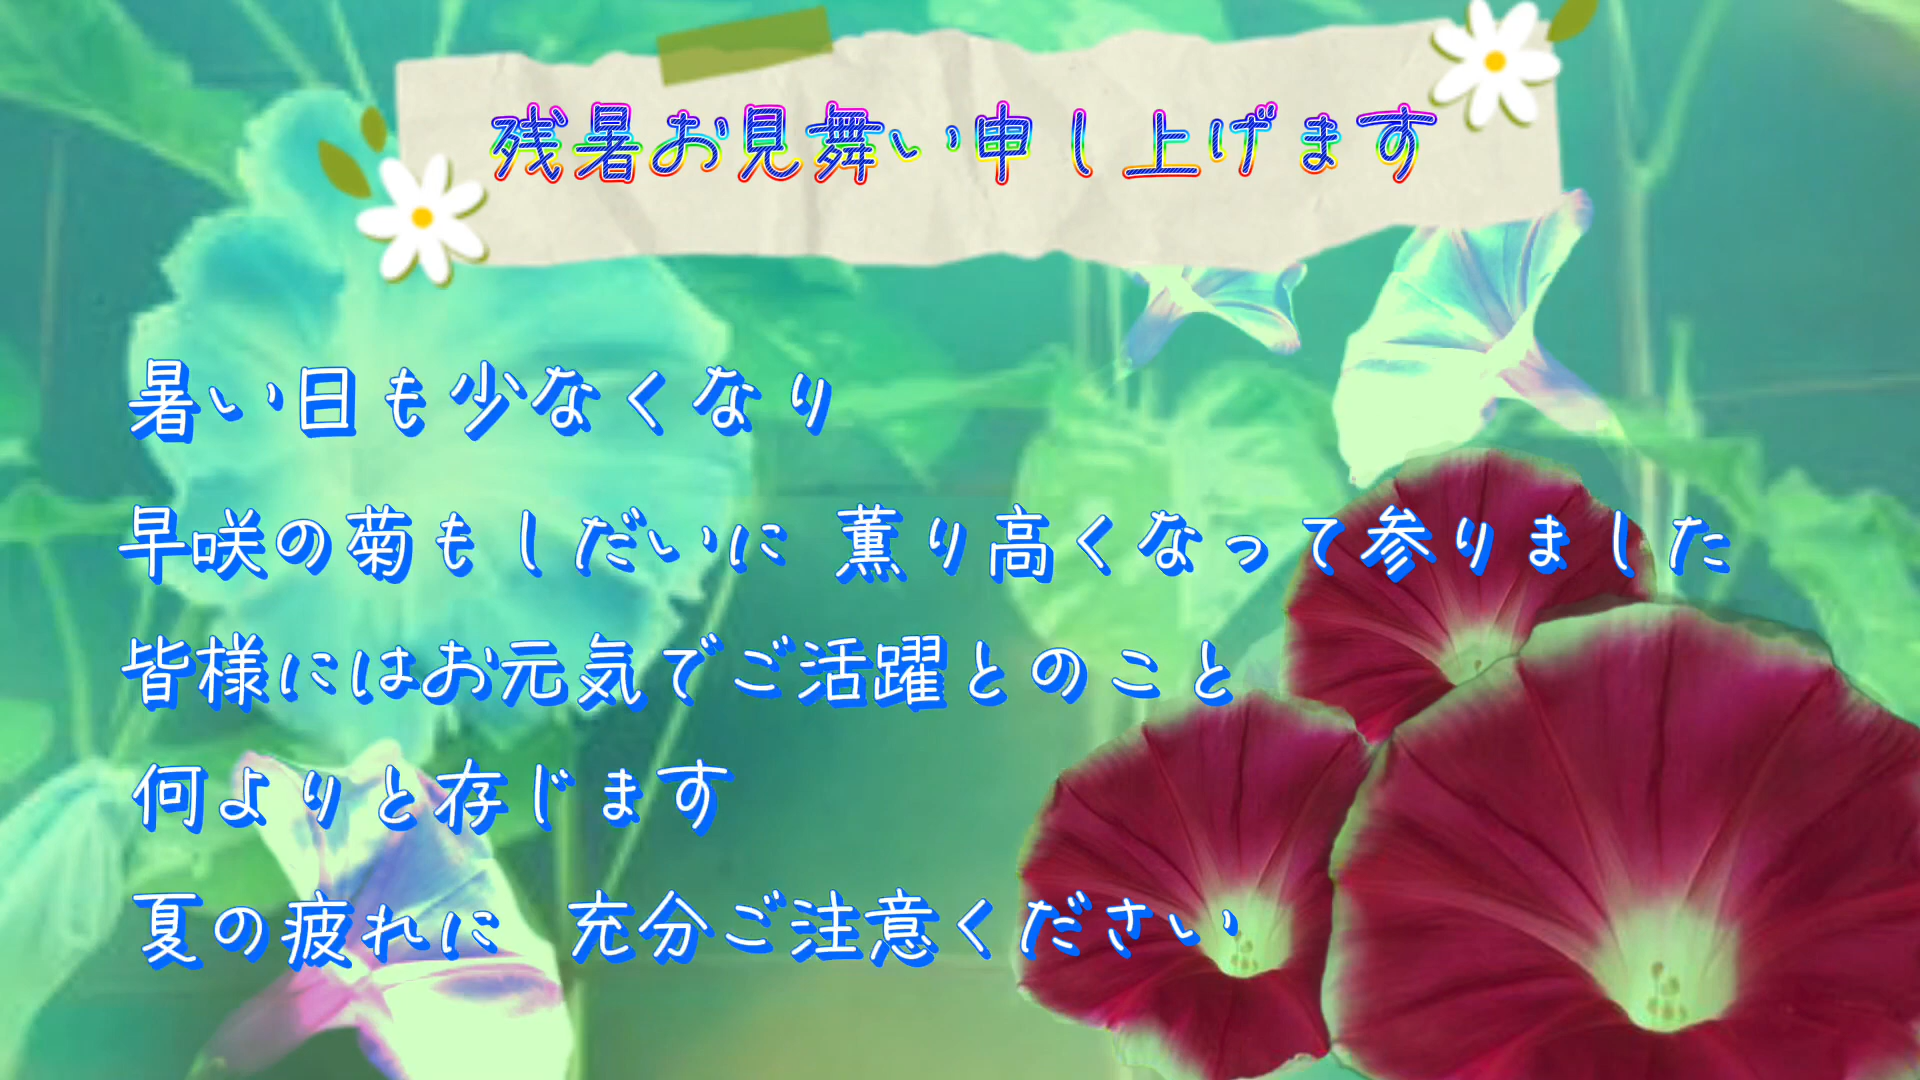 残暑お見舞い申し上げます
暑い日も少なくなり
早咲の菊もしだいに 薫り高くなって参りました
皆様にはお元気でご活躍とのこと
何よりと存じます
夏の疲れに 充分ご注意ください